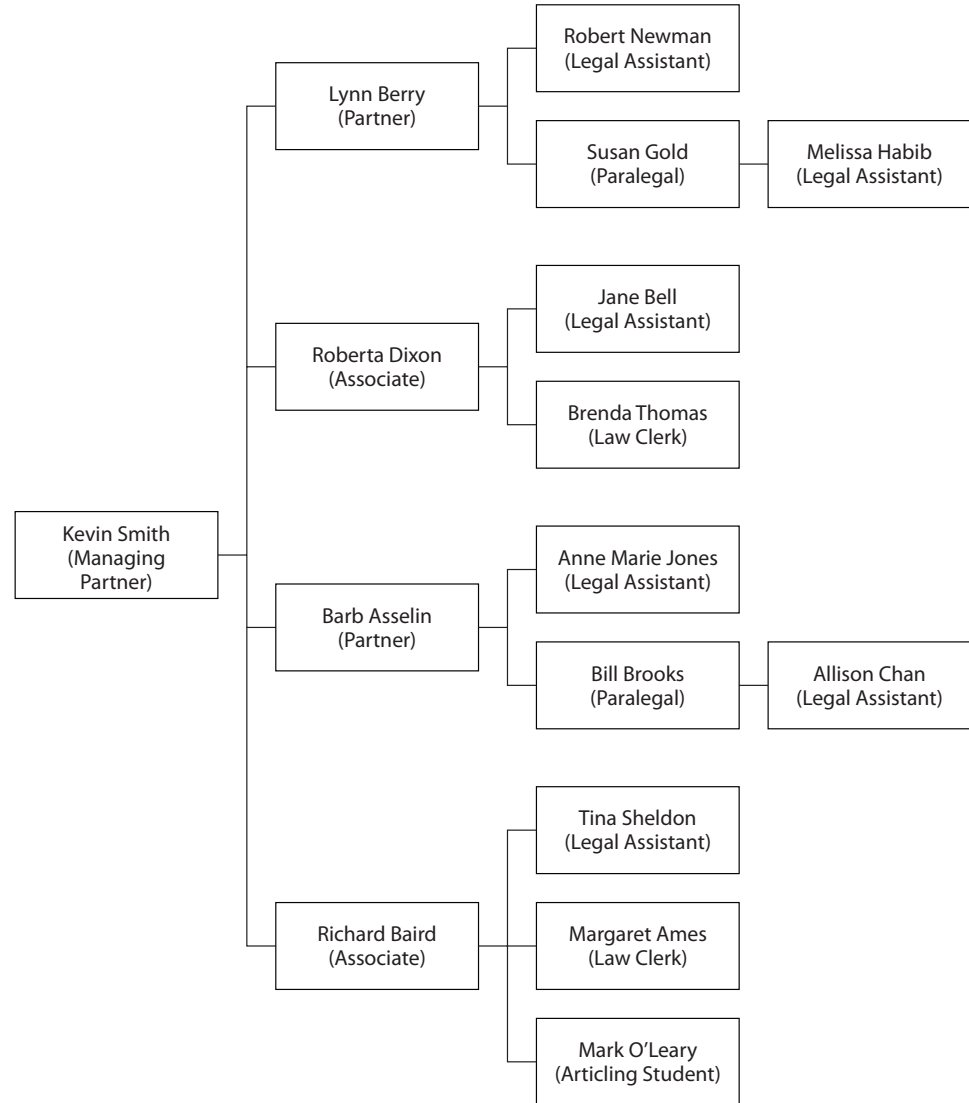 Robert Newman
(Legal Assistant)
Lynn Berry
(Partner)
Susan Gold
(Paralegal)
Melissa Habib
(Legal Assistant)
Jane Bell
(Legal Assistant)
Roberta Dixon
(Associate)
Brenda Thomas
(Law Clerk)
Kevin Smith
(Managing
Partner)
Anne Marie Jones
(Legal Assistant)
Barb Asselin
(Partner)
Bill Brooks
(Paralegal)
Allison Chan
(Legal Assistant)
Tina Sheldon
(Legal Assistant)
Richard Baird
(Associate)
Margaret Ames
(Law Clerk)
Mark O’Leary
(Articling Student)